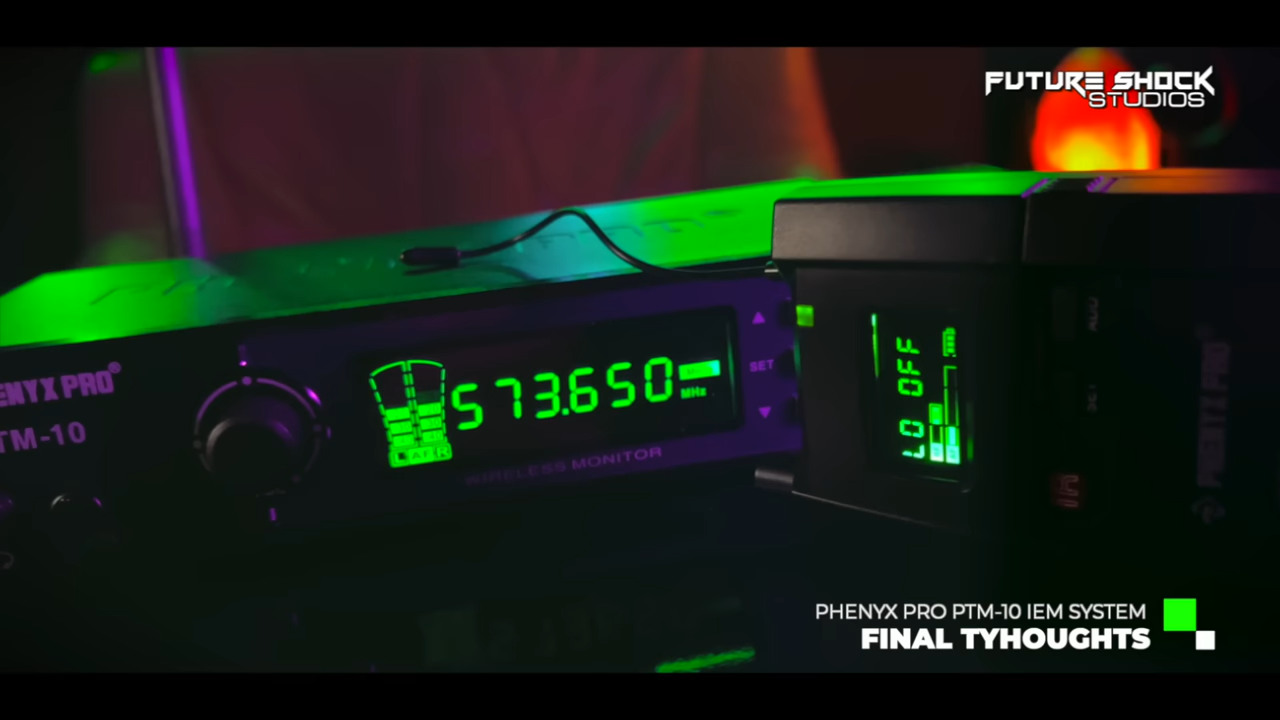 FUTURE SHOCK
STUDIOS
ENYX PRO®
TM-10
573.650
MHz
SET
WIRELESS MONITOR
LO OFF
PHENYX PRO
PHENYX PRO PTM-10 IEM SYSTEM
FINAL TYHOUGHTS